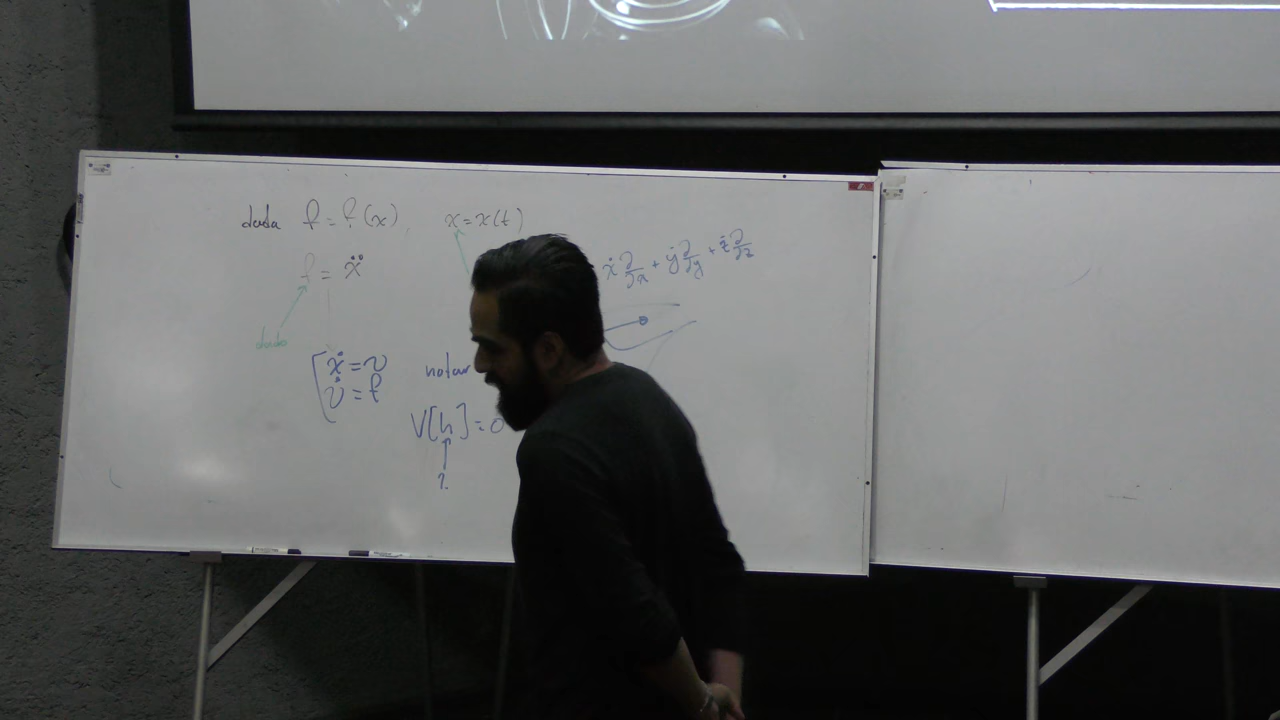 dada f = f(x) x = x(t)
ẋ ∂/∂x + ẏ ∂/∂y + ż ∂/∂z
f = ẍ
dado
ẋ = v
v̇ = f
notar
V[h] = 0
?